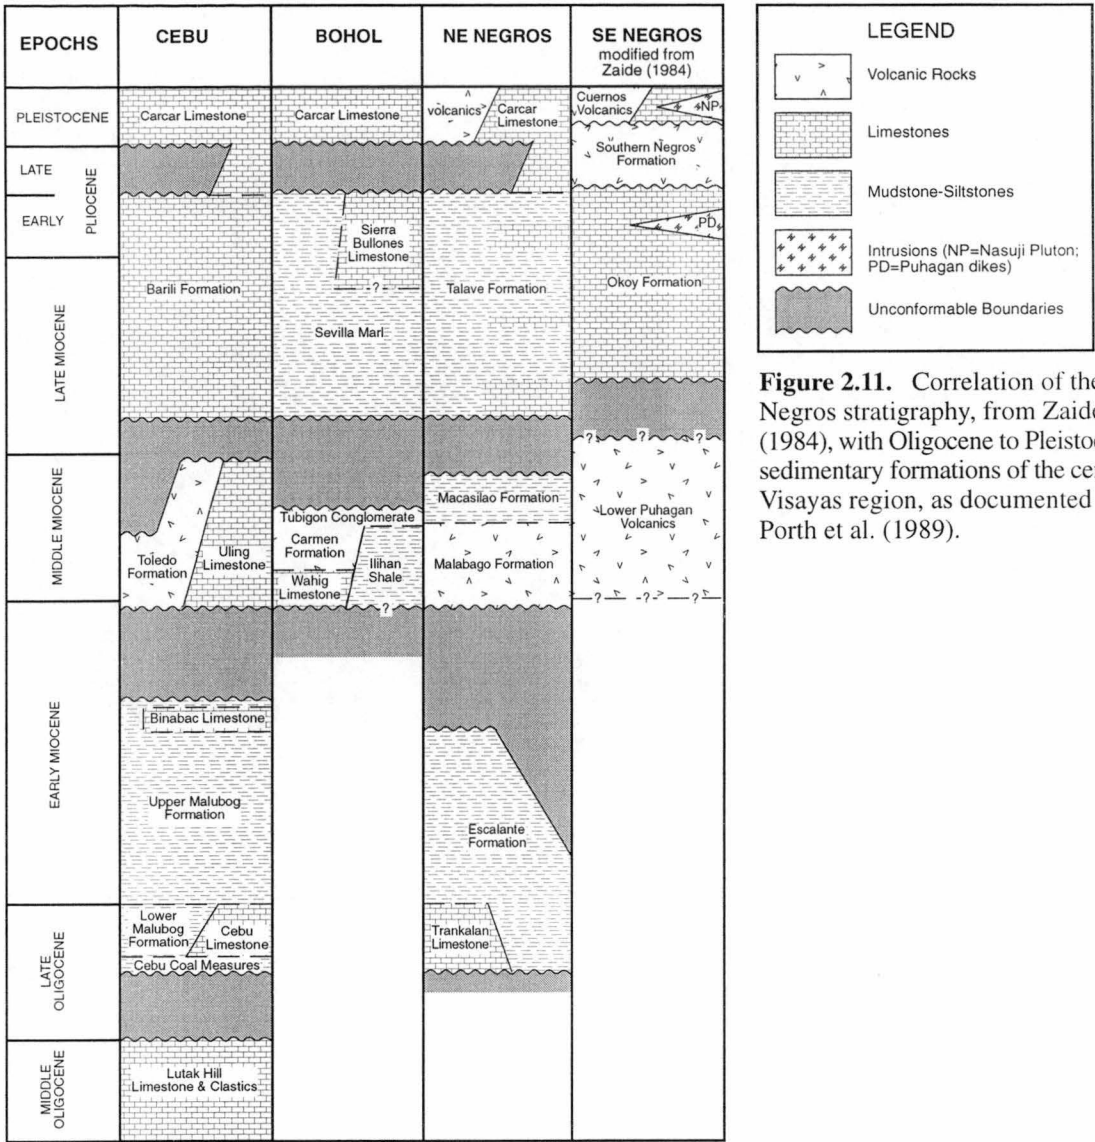 EPOCHS
CEBU
BOHOL
NE NEGROS
SE NEGROS
modified from
Zaide (1984)
PLEISTOCENE
Carcar Limestone
Carcar Limestone
volcanics
Carcar
Limestone
Cuernos
Volcanics
NP
LATE
EARLY
PLIOCENE
Southern Negros
Formation
Sierra
Bullones
Limestone
PD
LATE MIOCENE
Barili Formation
-?-
Talave Formation
Okoy Formation
Sevilla Marl
? ? ?
MIDDLE MIOCENE
Macasilao Formation
Tubigon Conglomerate
Lower Puhagan
Volcanics
Toledo
Formation
Uling
Limestone
Carmen
Formation
Ilihan
Shale
Malabago Formation
Wahig
Limestone
?
? ? ?
EARLY MIOCENE
Binabac Limestone
Upper Malubog
Formation
Escalante
Formation
LATE
OLIGOCENE
Lower
Malubog
Formation
Cebu
Limestone
Trankalan
Limestone
Cebu Coal Measures
MIDDLE
OLIGOCENE
Lutak Hill
Limestone & Clastics
LEGEND
Volcanic Rocks
Limestones
Mudstone-Siltstones
Intrusions (NP=Nasuji Pluton;
PD=Puhagan dikes)
Unconformable Boundaries
Figure 2.11. Correlation of the
Negros stratigraphy, from Zaide
(1984), with Oligocene to Pleisto
sedimentary formations of the ce
Visayas region, as documented
Porth et al. (1989).